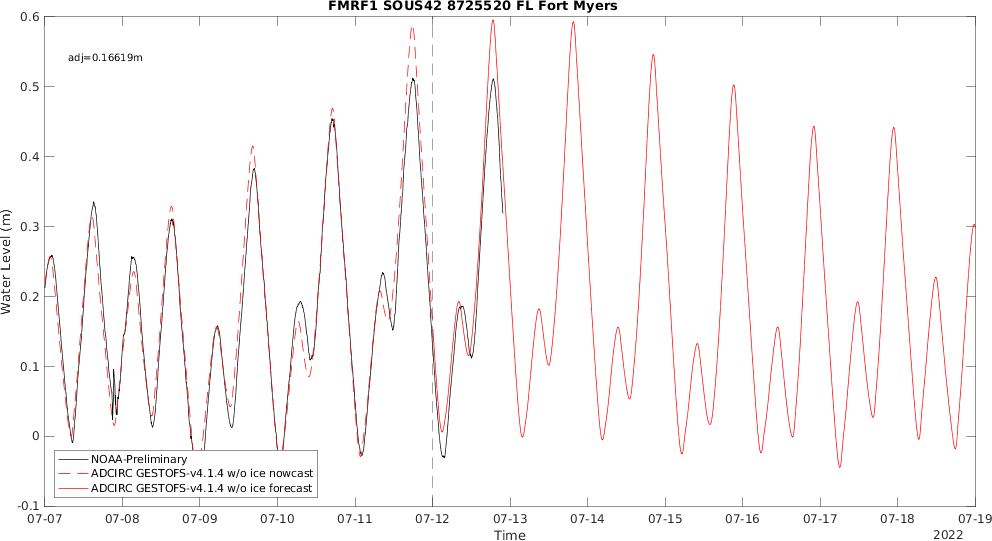 FMRF1 SOUS42 8725520 FL Fort Myers
adj=0.16619m
0.6
0.5
0.4
0.3
0.2
0.1
0
-0.1
Water Level (m)
NOAA-Preliminary
ADCIRC GESTOFS-v4.1.4 w/o ice nowcast
ADCIRC GESTOFS-v4.1.4 w/o ice forecast
07-07 07-08 07-09 07-10 07-11 07-12 07-13 07-14 07-15 07-16 07-17 07-18 07-19
Time
2022